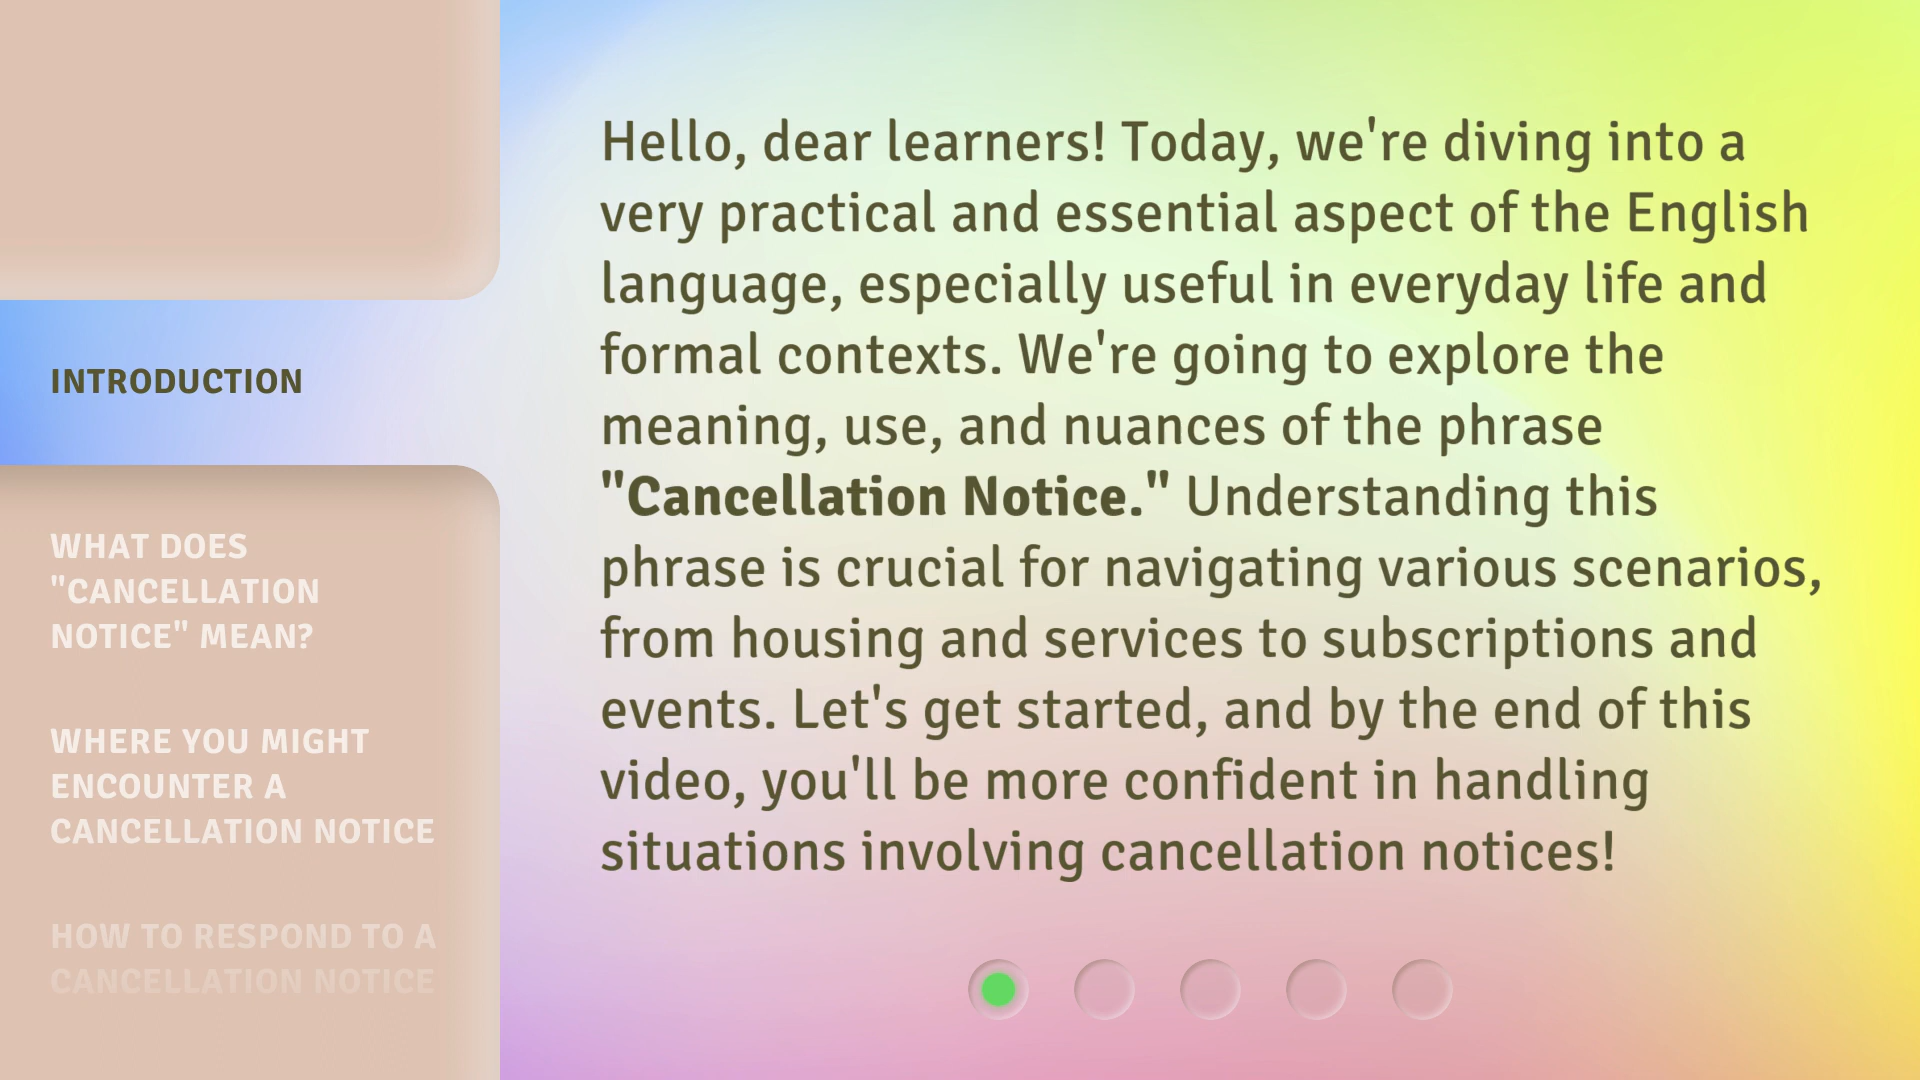 INTRODUCTION
WHAT DOES
"CANCELLATION
NOTICE" MEAN?
WHERE YOU MIGHT
ENCOUNTER A
CANCELLATION NOTICE
HOW TO RESPOND TO A
CANCELLATION NOTICE
Hello, dear learners! Today, we're diving into a
very practical and essential aspect of the English
language, especially useful in everyday life and
formal contexts. We're going to explore the
meaning, use, and nuances of the phrase
"Cancellation Notice." Understanding this
phrase is crucial for navigating various scenarios,
from housing and services to subscriptions and
events. Let's get started, and by the end of this
video, you'll be more confident in handling
situations involving cancellation notices!